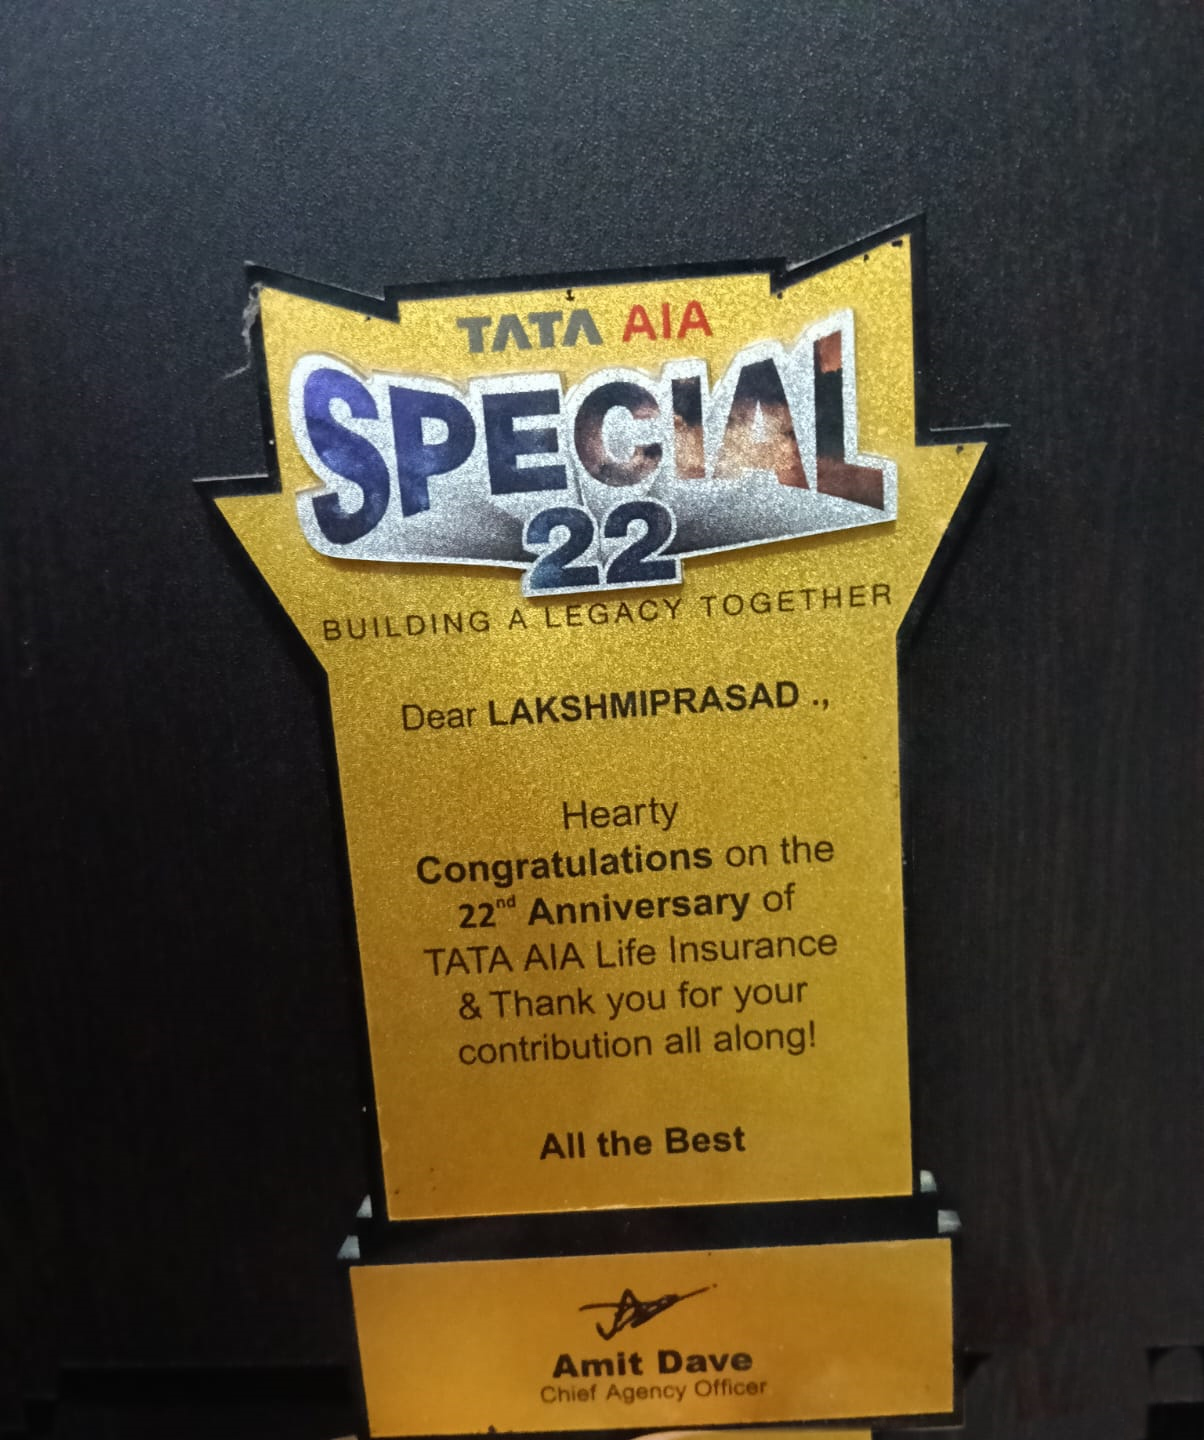 TATA AIA
SPECIAL
22
BUILDING A LEGACY TOGETHER
Dear LAKSHMIPRASAD .,
Hearty
Congratulations on the
22nd Anniversary of
TATA AIA Life Insurance
& Thank you for your
contribution all along!
All the Best
Amit Dave
Chief Agency Officer